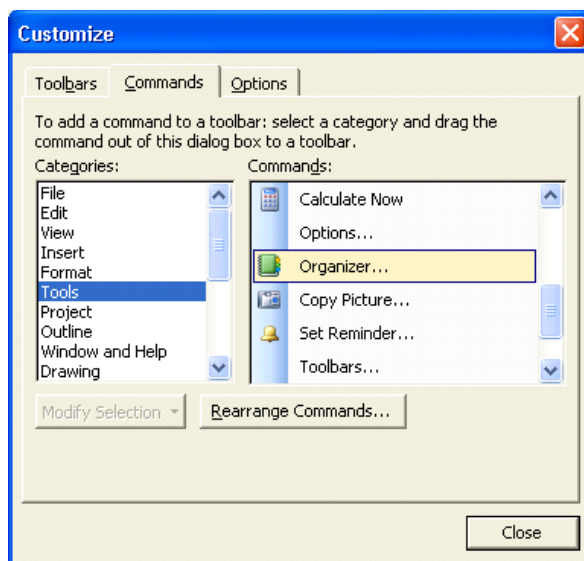 Customize
Toolbars Commands Options
To add a command to a toolbar: select a category and drag the
command out of this dialog box to a toolbar.
Categories: Commands:
File
Edit
View
Insert
Format
Tools
Project
Outline
Window and Help
Drawing
Calculate Now
Options...
Organizer...
Copy Picture...
Set Reminder...
Toolbars...
Modify Selection Rearrange Commands...
Close